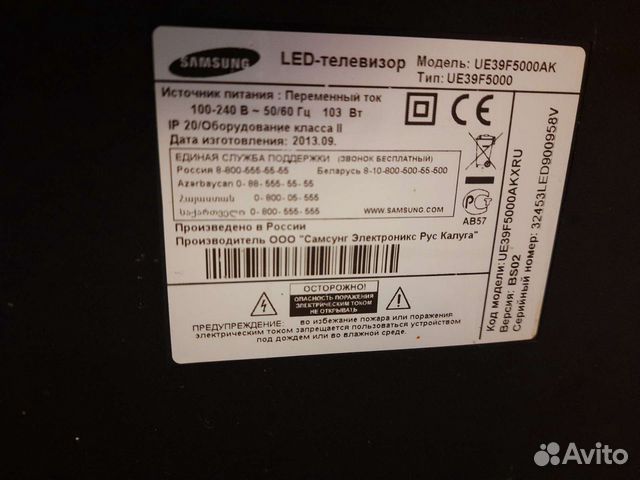 SAMSUNG
LED-телевизор
Модель: UE39F5000AK
Тип: UE39F5000
Источник питания : Переменный ток
100-240 В ~ 50/60 Гц 103 Вт
IP 20/Оборудование класса II
Дата изготовления: 2013.09.
CE
ЕДИНАЯ СЛУЖБА ПОДДЕРЖКИ (ЗВОНОК БЕСПЛАТНЫЙ)
Россия 8-800-555-55-55 Беларусь 8-10-800-500-55-500
Azərbaycan 0-88-555-55-55
Հայաստան 0-800-05-555
საქართველო 0-800-555-555 WWW.SAMSUNG.COM
АВ57
Произведено в России
Производитель ООО "Самсунг Электроникс Рус Калуга"
ОСТОРОЖНО!
ОПАСНОСТЬ ПОРАЖЕНИЯ
ЭЛЕКТРИЧЕСКИМ ТОКОМ
НЕ ОТКРЫВАТЬ
ПРЕДУПРЕЖДЕНИЕ: во избежание пожара или поражения
электрическим током запрещается пользоваться устройством
под дождем или во влажной среде.
Код модели:UE39F5000AKXRU
Версия: BS02
Серийный номер: 32453LED900958V
Avito